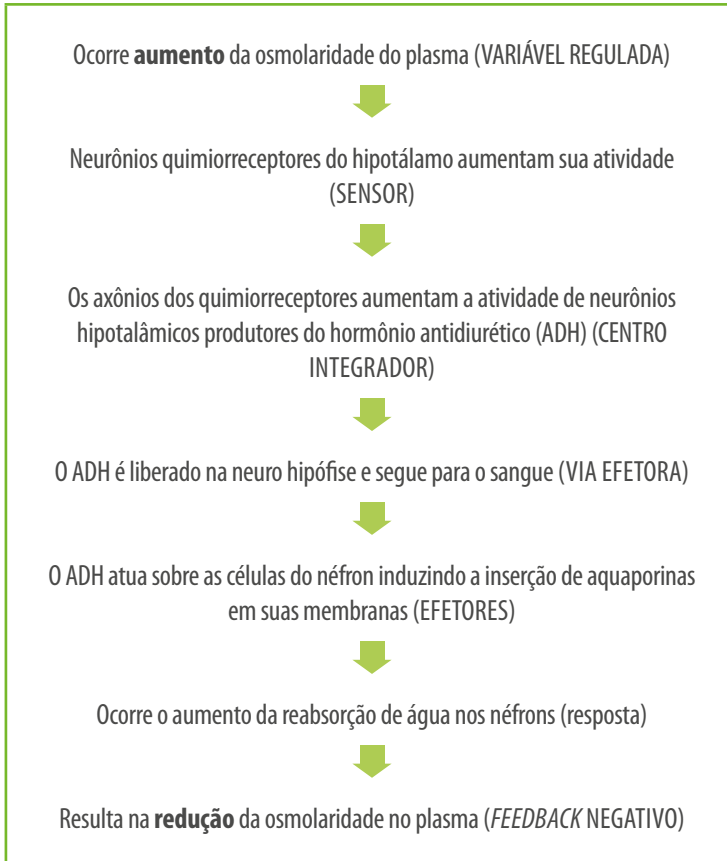 Ocorre aumento da osmolaridade do plasma (VARIÁVEL REGULADA)
Neurônios quimiorreceptores do hipotálamo aumentam sua atividade
(SENSOR)
Os axônios dos quimiorreceptores aumentam a atividade de neurônios
hipotalâmicos produtores do hormônio antidiurético (ADH) (CENTRO
INTEGRADOR)
O ADH é liberado na neuro hipófise e segue para o sangue (VIA EFETORA)
O ADH atua sobre as células do néfron induzindo a inserção de aquaporinas
em suas membranas (EFETORES)
Ocorre o aumento da reabsorção de água nos néfrons (resposta)
Resulta na redução da osmolaridade no plasma (FEEDBACK NEGATIVO)